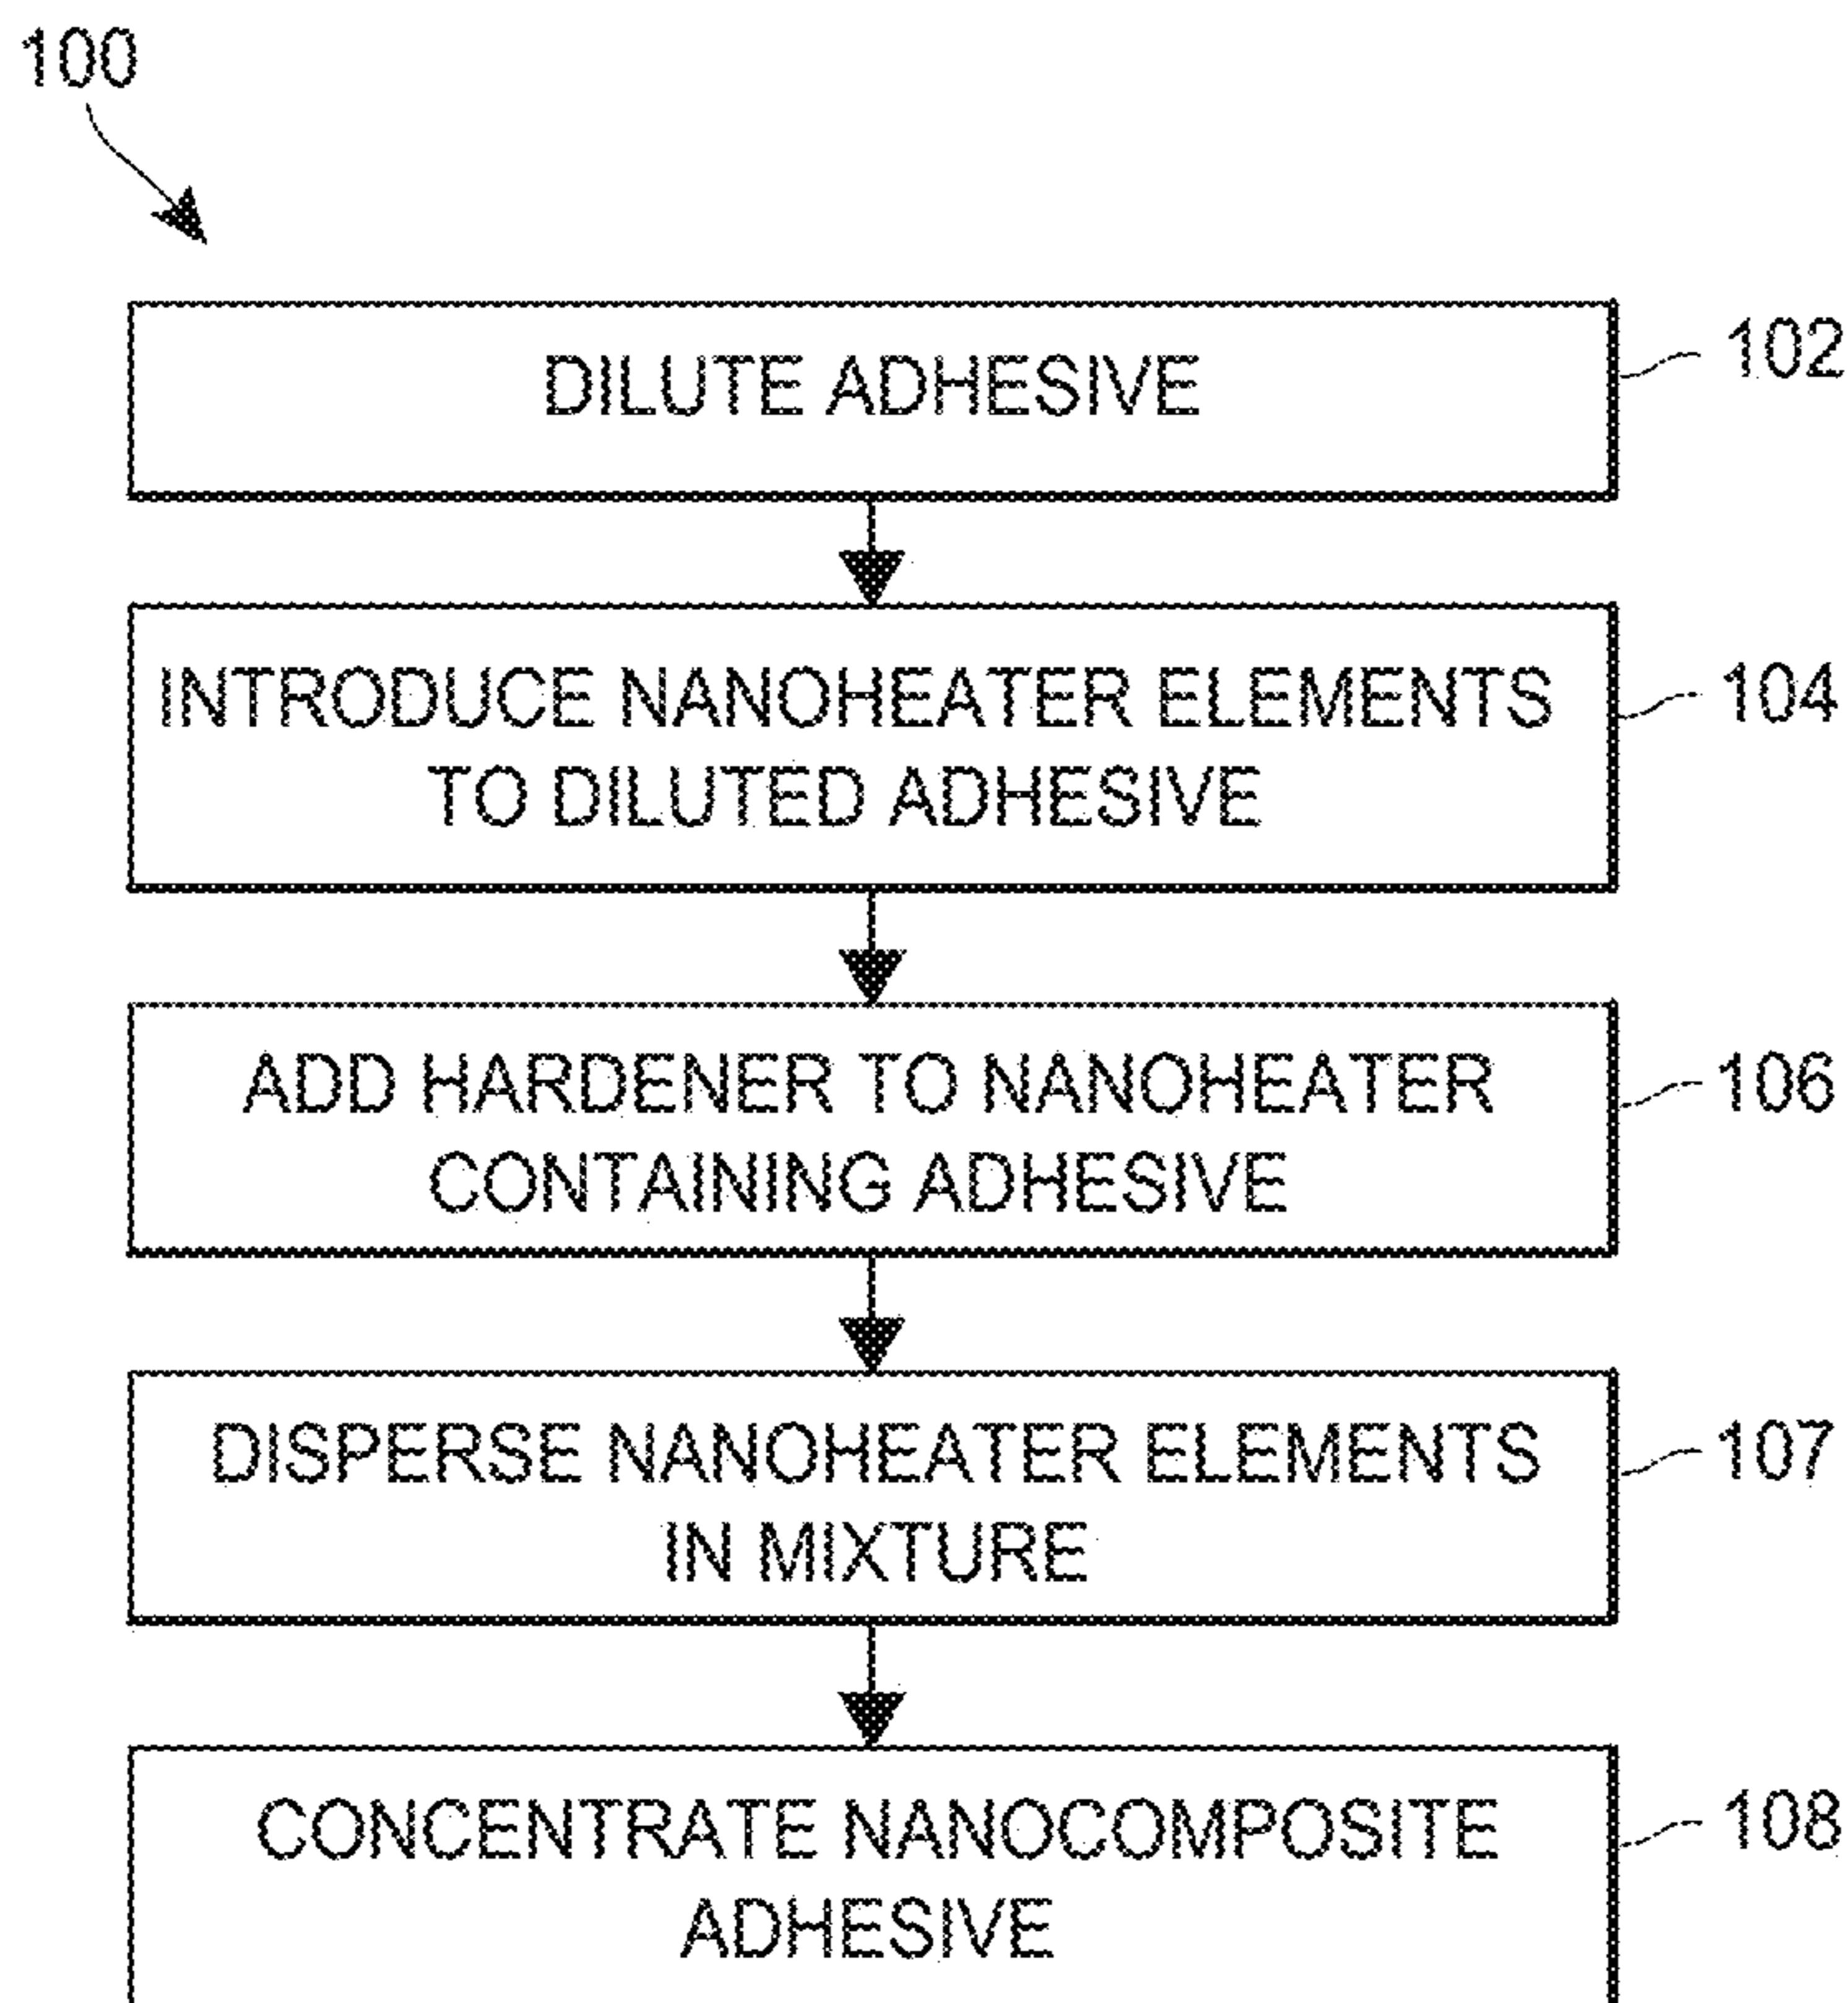 100
DILUTE ADHESIVE
102
INTRODUCE NANOHEATER ELEMENTS
TO DILUTED ADHESIVE
104
ADD HARDENER TO NANOHEATER
CONTAINING ADHESIVE
106
DISPERSE NANOHEATER ELEMENTS
IN MIXTURE
107
CONCENTRATE NANOCOMPOSITE
ADHESIVE
108